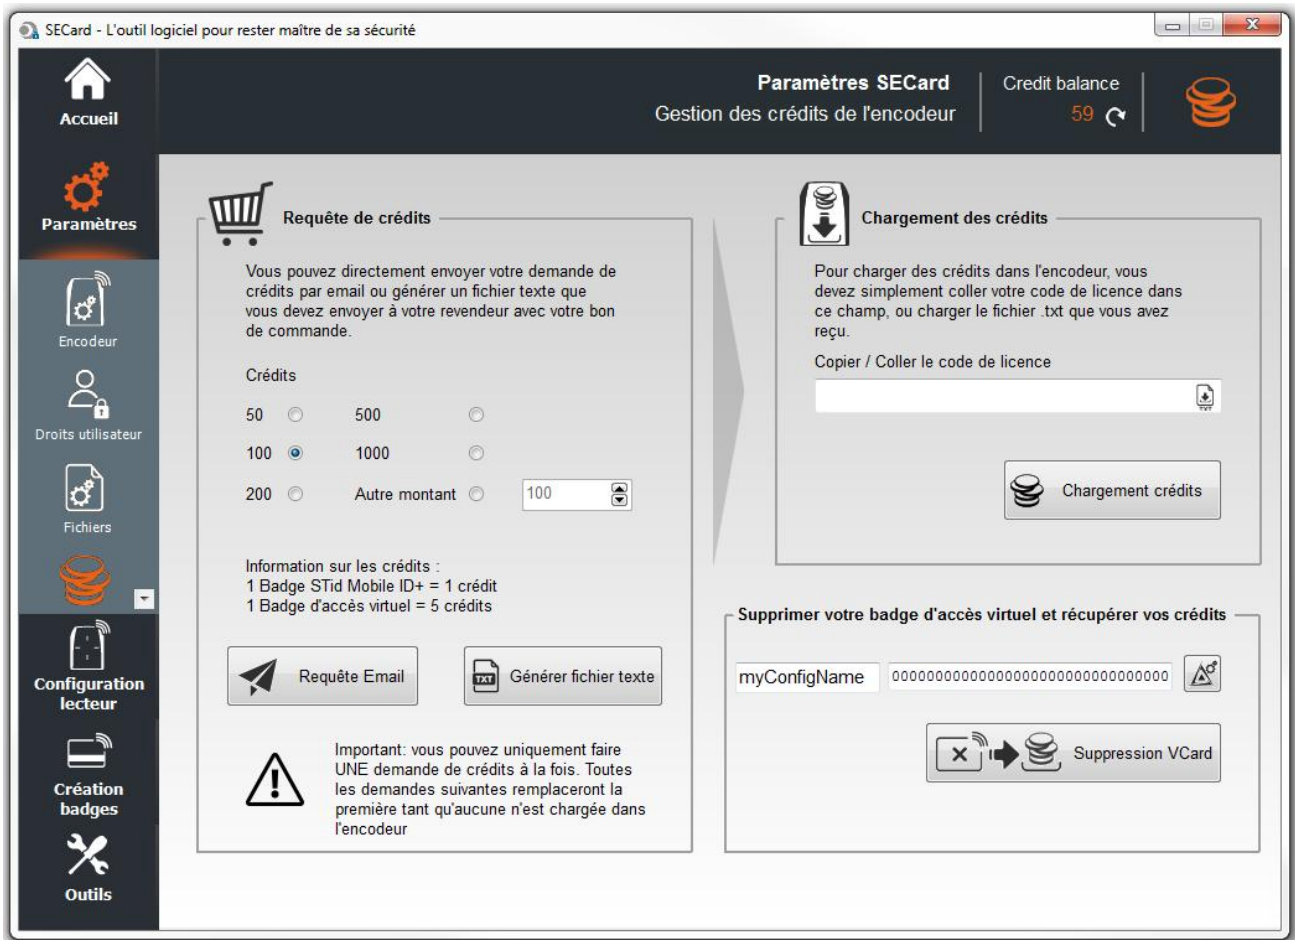 SECard - L'outil logiciel pour rester maître de sa sécurité
Accueil
Paramètres
Encodeur
Droits utilisateur
Fichiers
Configuration
lecteur
Création
badges
Outils
Paramètres SECard
Gestion des crédits de l'encodeur
Credit balance
59
Requête de crédits
Vous pouvez directement envoyer votre demande de
crédits par email ou générer un fichier texte que
vous devez envoyer à votre revendeur avec votre bon
de commande.
Crédits
50 500
100 1000
200 Autre montant 100
Information sur les crédits :
1 Badge STid Mobile ID+ = 1 crédit
1 Badge d'accès virtuel = 5 crédits
Requête Email
TXT Générer fichier texte
Important: vous pouvez uniquement faire
UNE demande de crédits à la fois. Toutes
les demandes suivantes remplaceront la
première tant qu'aucune n'est chargée dans
l'encodeur
Chargement des crédits
Pour charger des crédits dans l'encodeur, vous
devez simplement coller votre code de licence dans
ce champ, ou charger le fichier .txt que vous avez
reçu.
Copier / Coller le code de licence
TXT
Chargement crédits
Supprimer votre badge d'accès virtuel et récupérer vos crédits
myConfigName 00000000000000000000000000000000
Suppression VCard